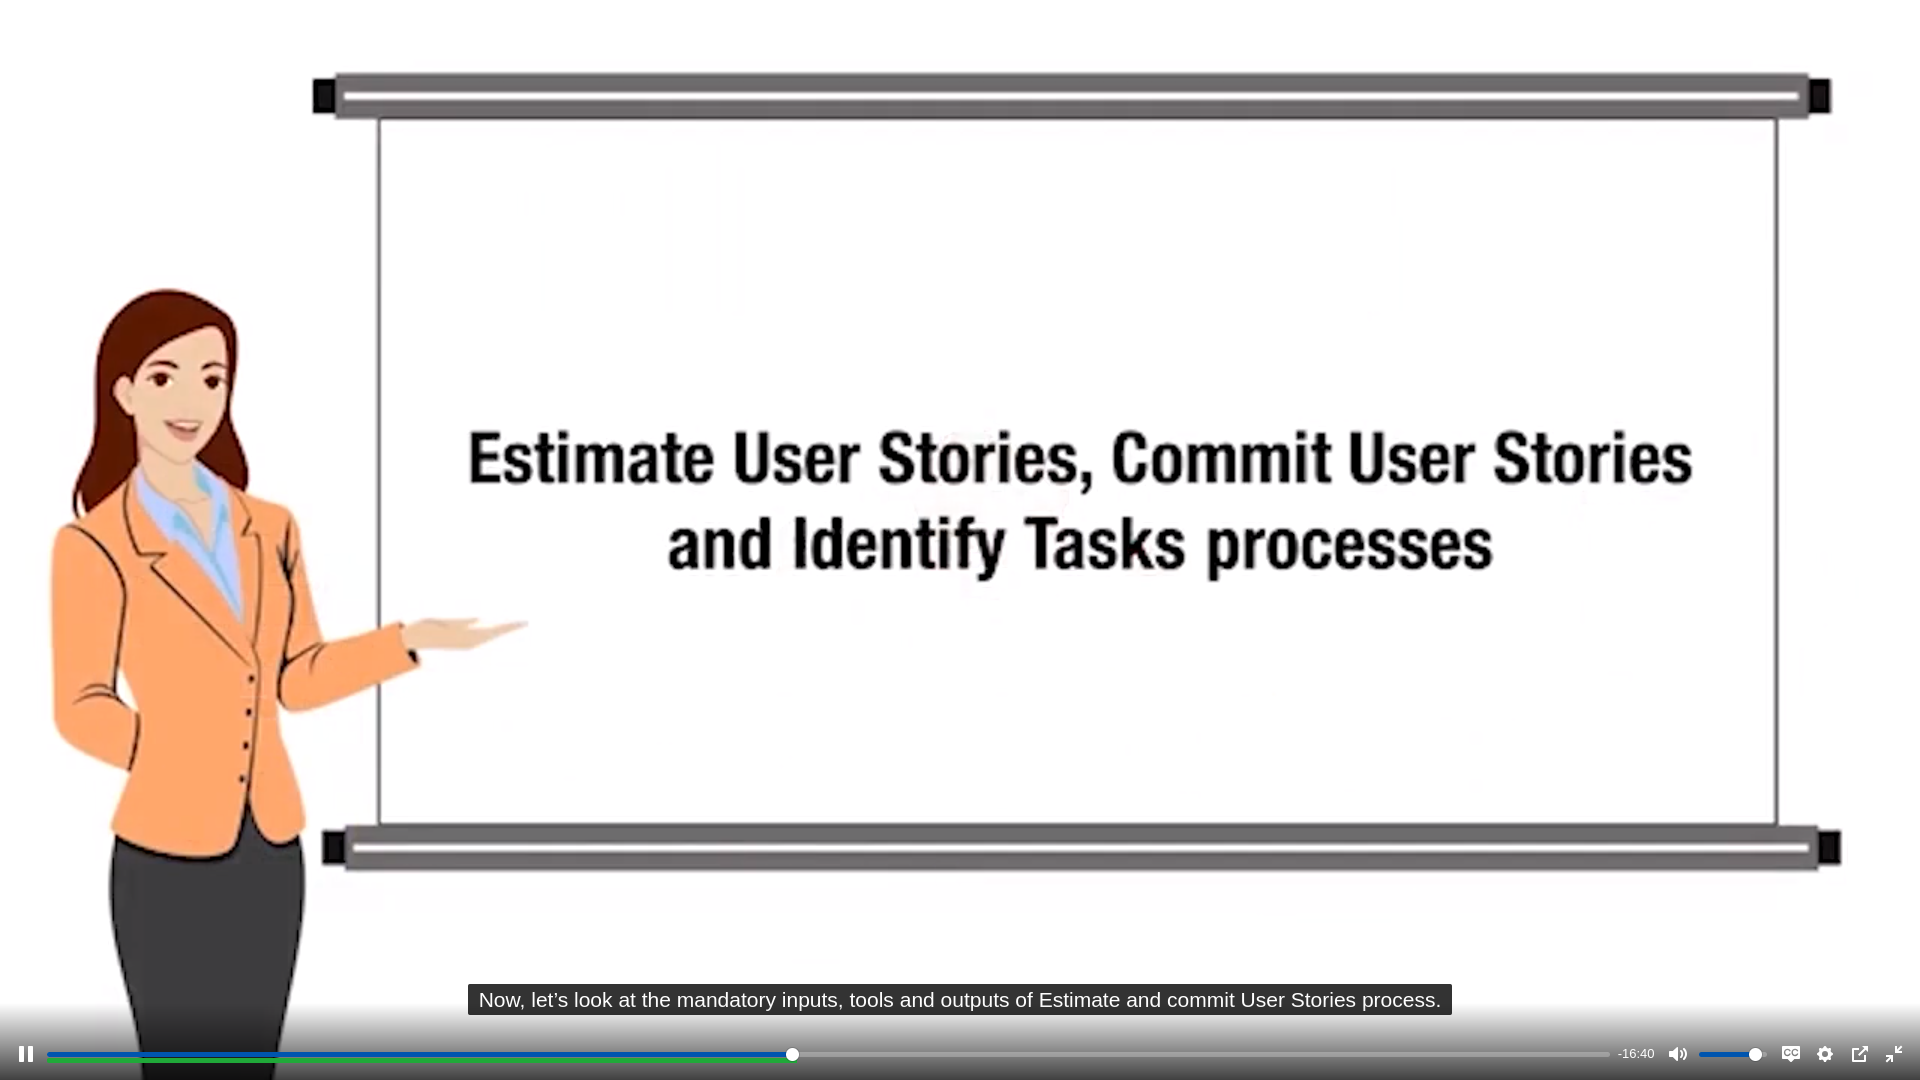 Estimate User Stories, Commit User Stories
and Identify Tasks processes
Now, let’s look at the mandatory inputs, tools and outputs of Estimate and commit User Stories process.
-16:40
CC